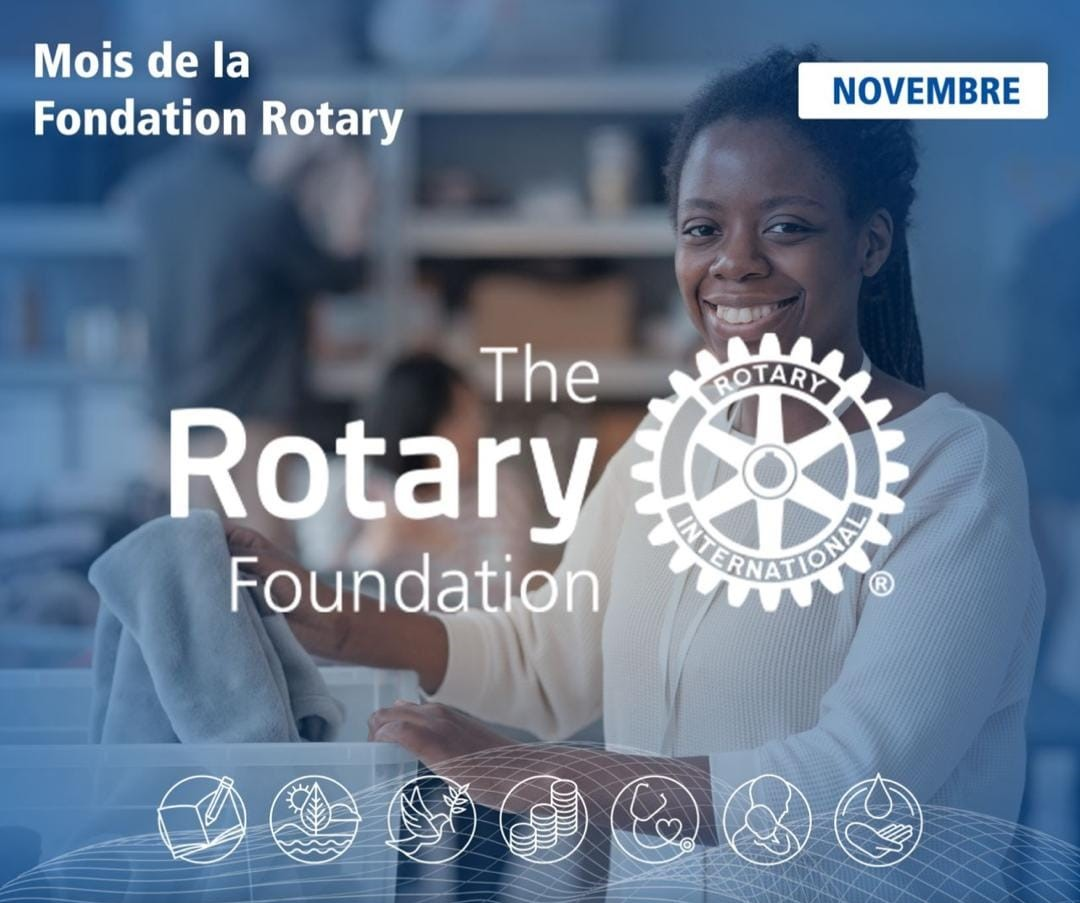 Mois de la
Fondation Rotary
NOVEMBRE
The
Rotary
Foundation
ROTARY
INTERNATIONAL
®